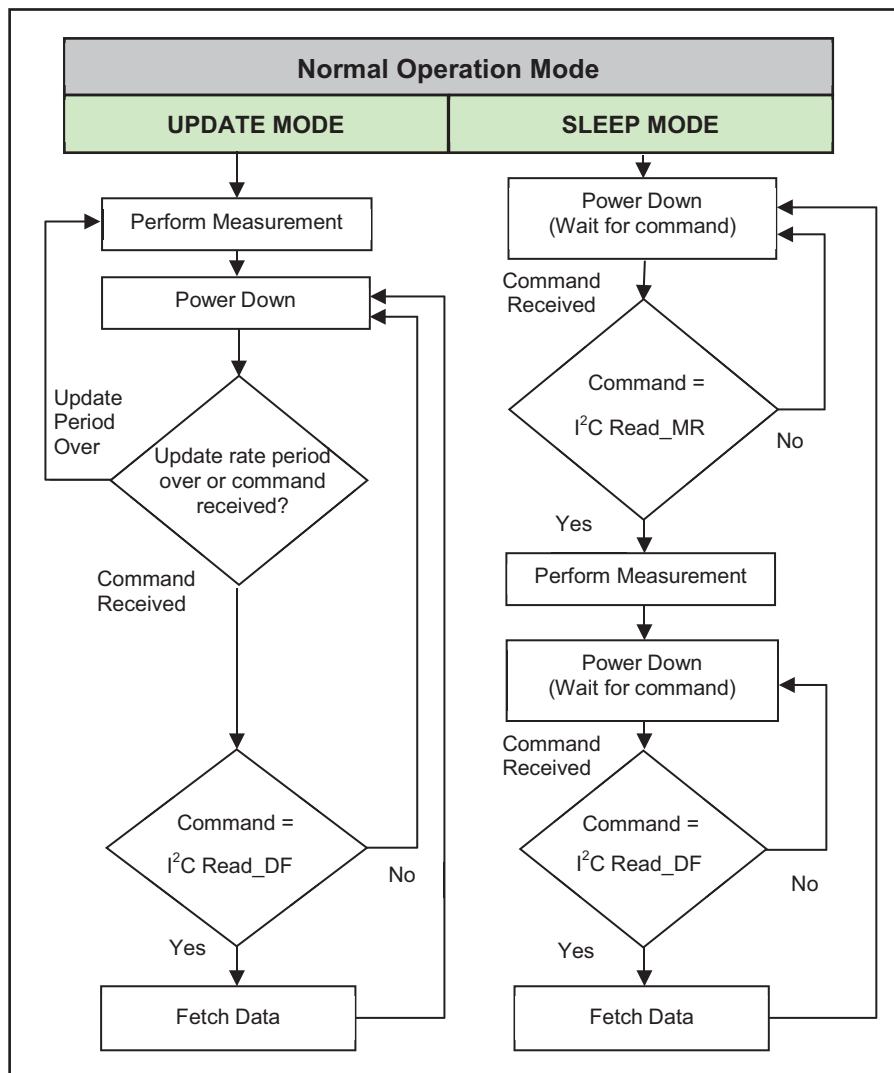 Normal Operation Mode
UPDATE MODE
SLEEP MODE
Perform Measurement
Power Down
Update
Period
Over
Update rate period
over or command
received?
Command
Received
Command =
I²C Read_DF
No
Yes
Fetch Data
Power Down
(Wait for command)
Command
Received
Command =
I²C Read_MR
No
Yes
Perform Measurement
Power Down
(Wait for command)
Command
Received
Command =
I²C Read_DF
No
Yes
Fetch Data